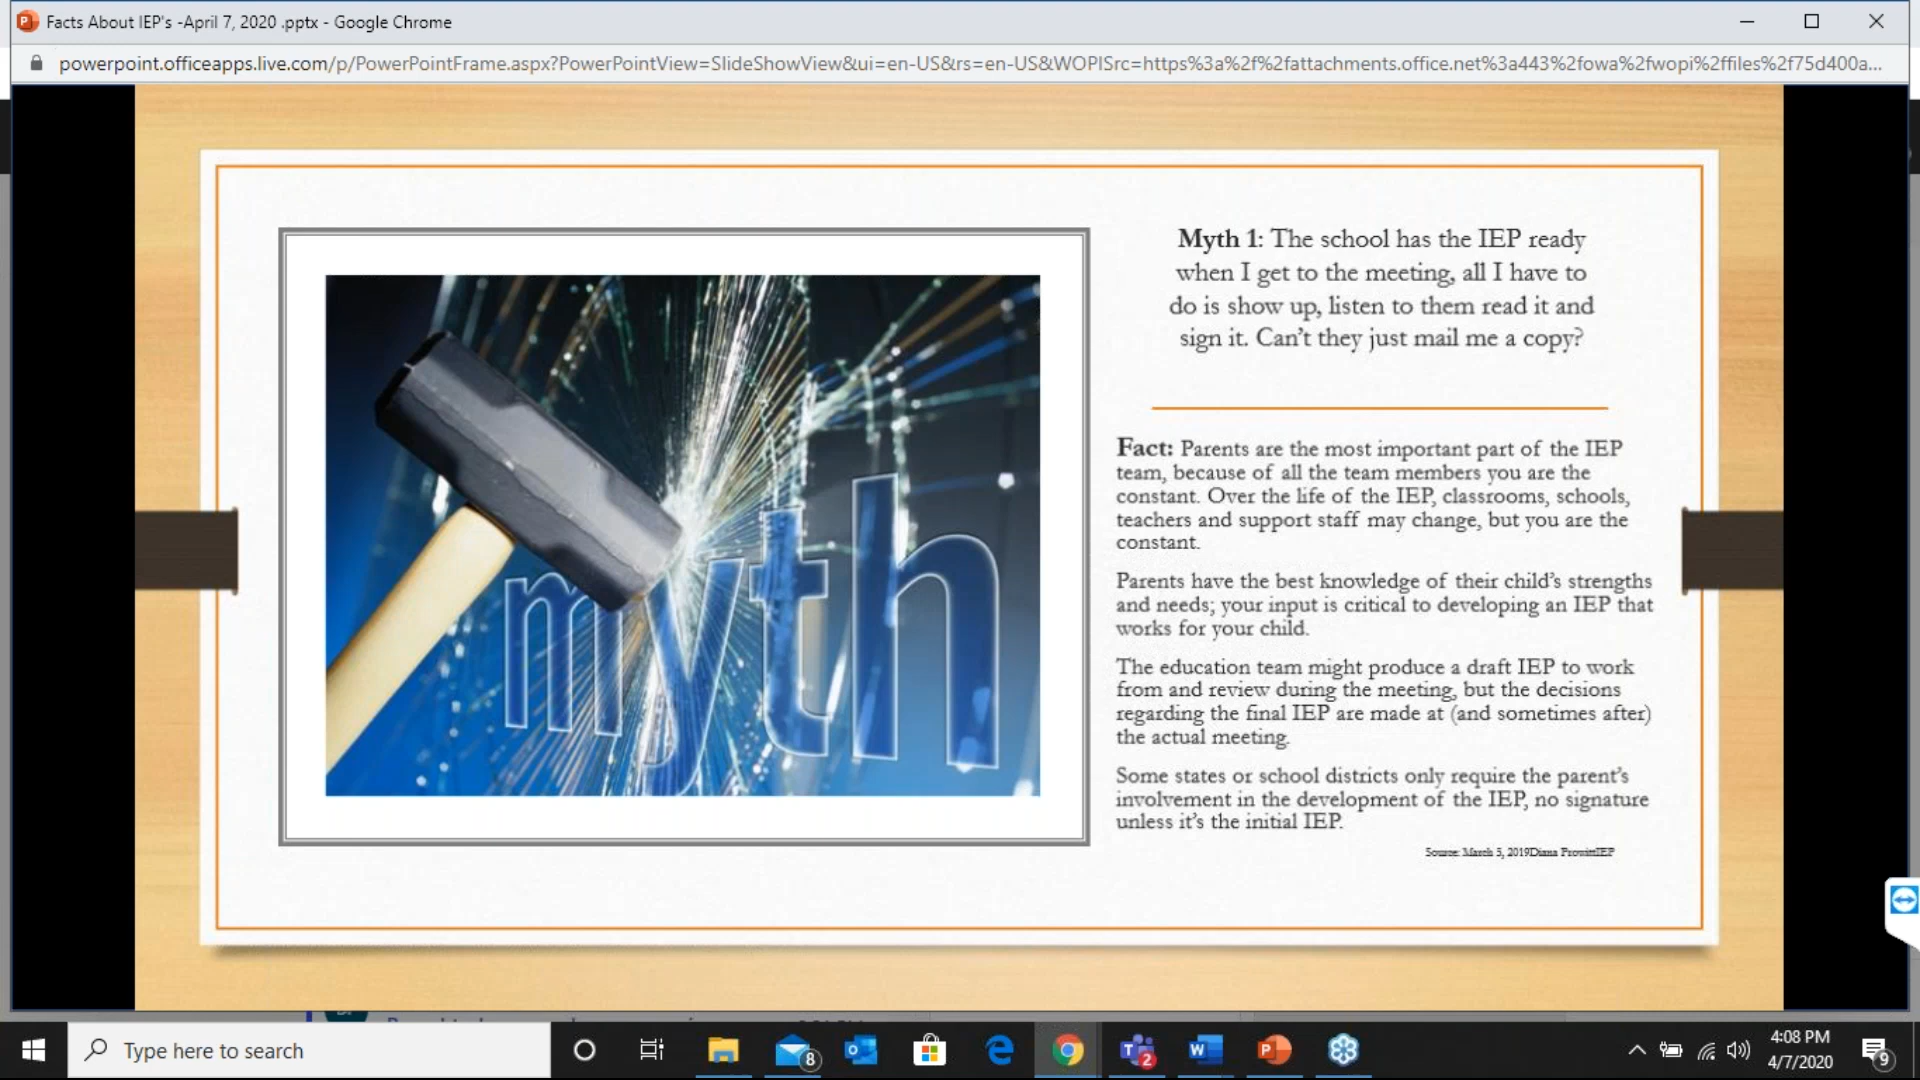 Facts About IEP's -April 7, 2020 .pptx - Google Chrome
powerpoint.officeapps.live.com/p/PowerPointFrame.aspx?PowerPointView=SlideShowView&ui=en-US&rs=en-US&WOPISrc=https%3a%2f%2fattachments.office.net%3a443%2fowa%2fwopi%2ffiles%2f75d400a...
Myth 1: The school has the IEP ready
when I get to the meeting, all I have to
do is show up, listen to them read it and
sign it. Can't they just mail me a copy?
myth
Fact: Parents are the most important part of the IEP
team, because of all the team members you are the
constant. Over the life of the IEP, classrooms, schools,
teachers and support staff may change, but you are the
constant.
Parents have the best knowledge of their child's strengths
and needs; your input is critical to developing an IEP that
works for your child.
The education team might produce a draft IEP to work
from and review during the meeting, but the decisions
regarding the final IEP are made at (and sometimes after)
the actual meeting.
Some states or school districts only require the parent's
involvement in the development of the IEP, no signature
unless it's the initial IEP.
Source: March 5, 2019Diana
Type here to search
8
2
4:08 PM
4/7/2020
9